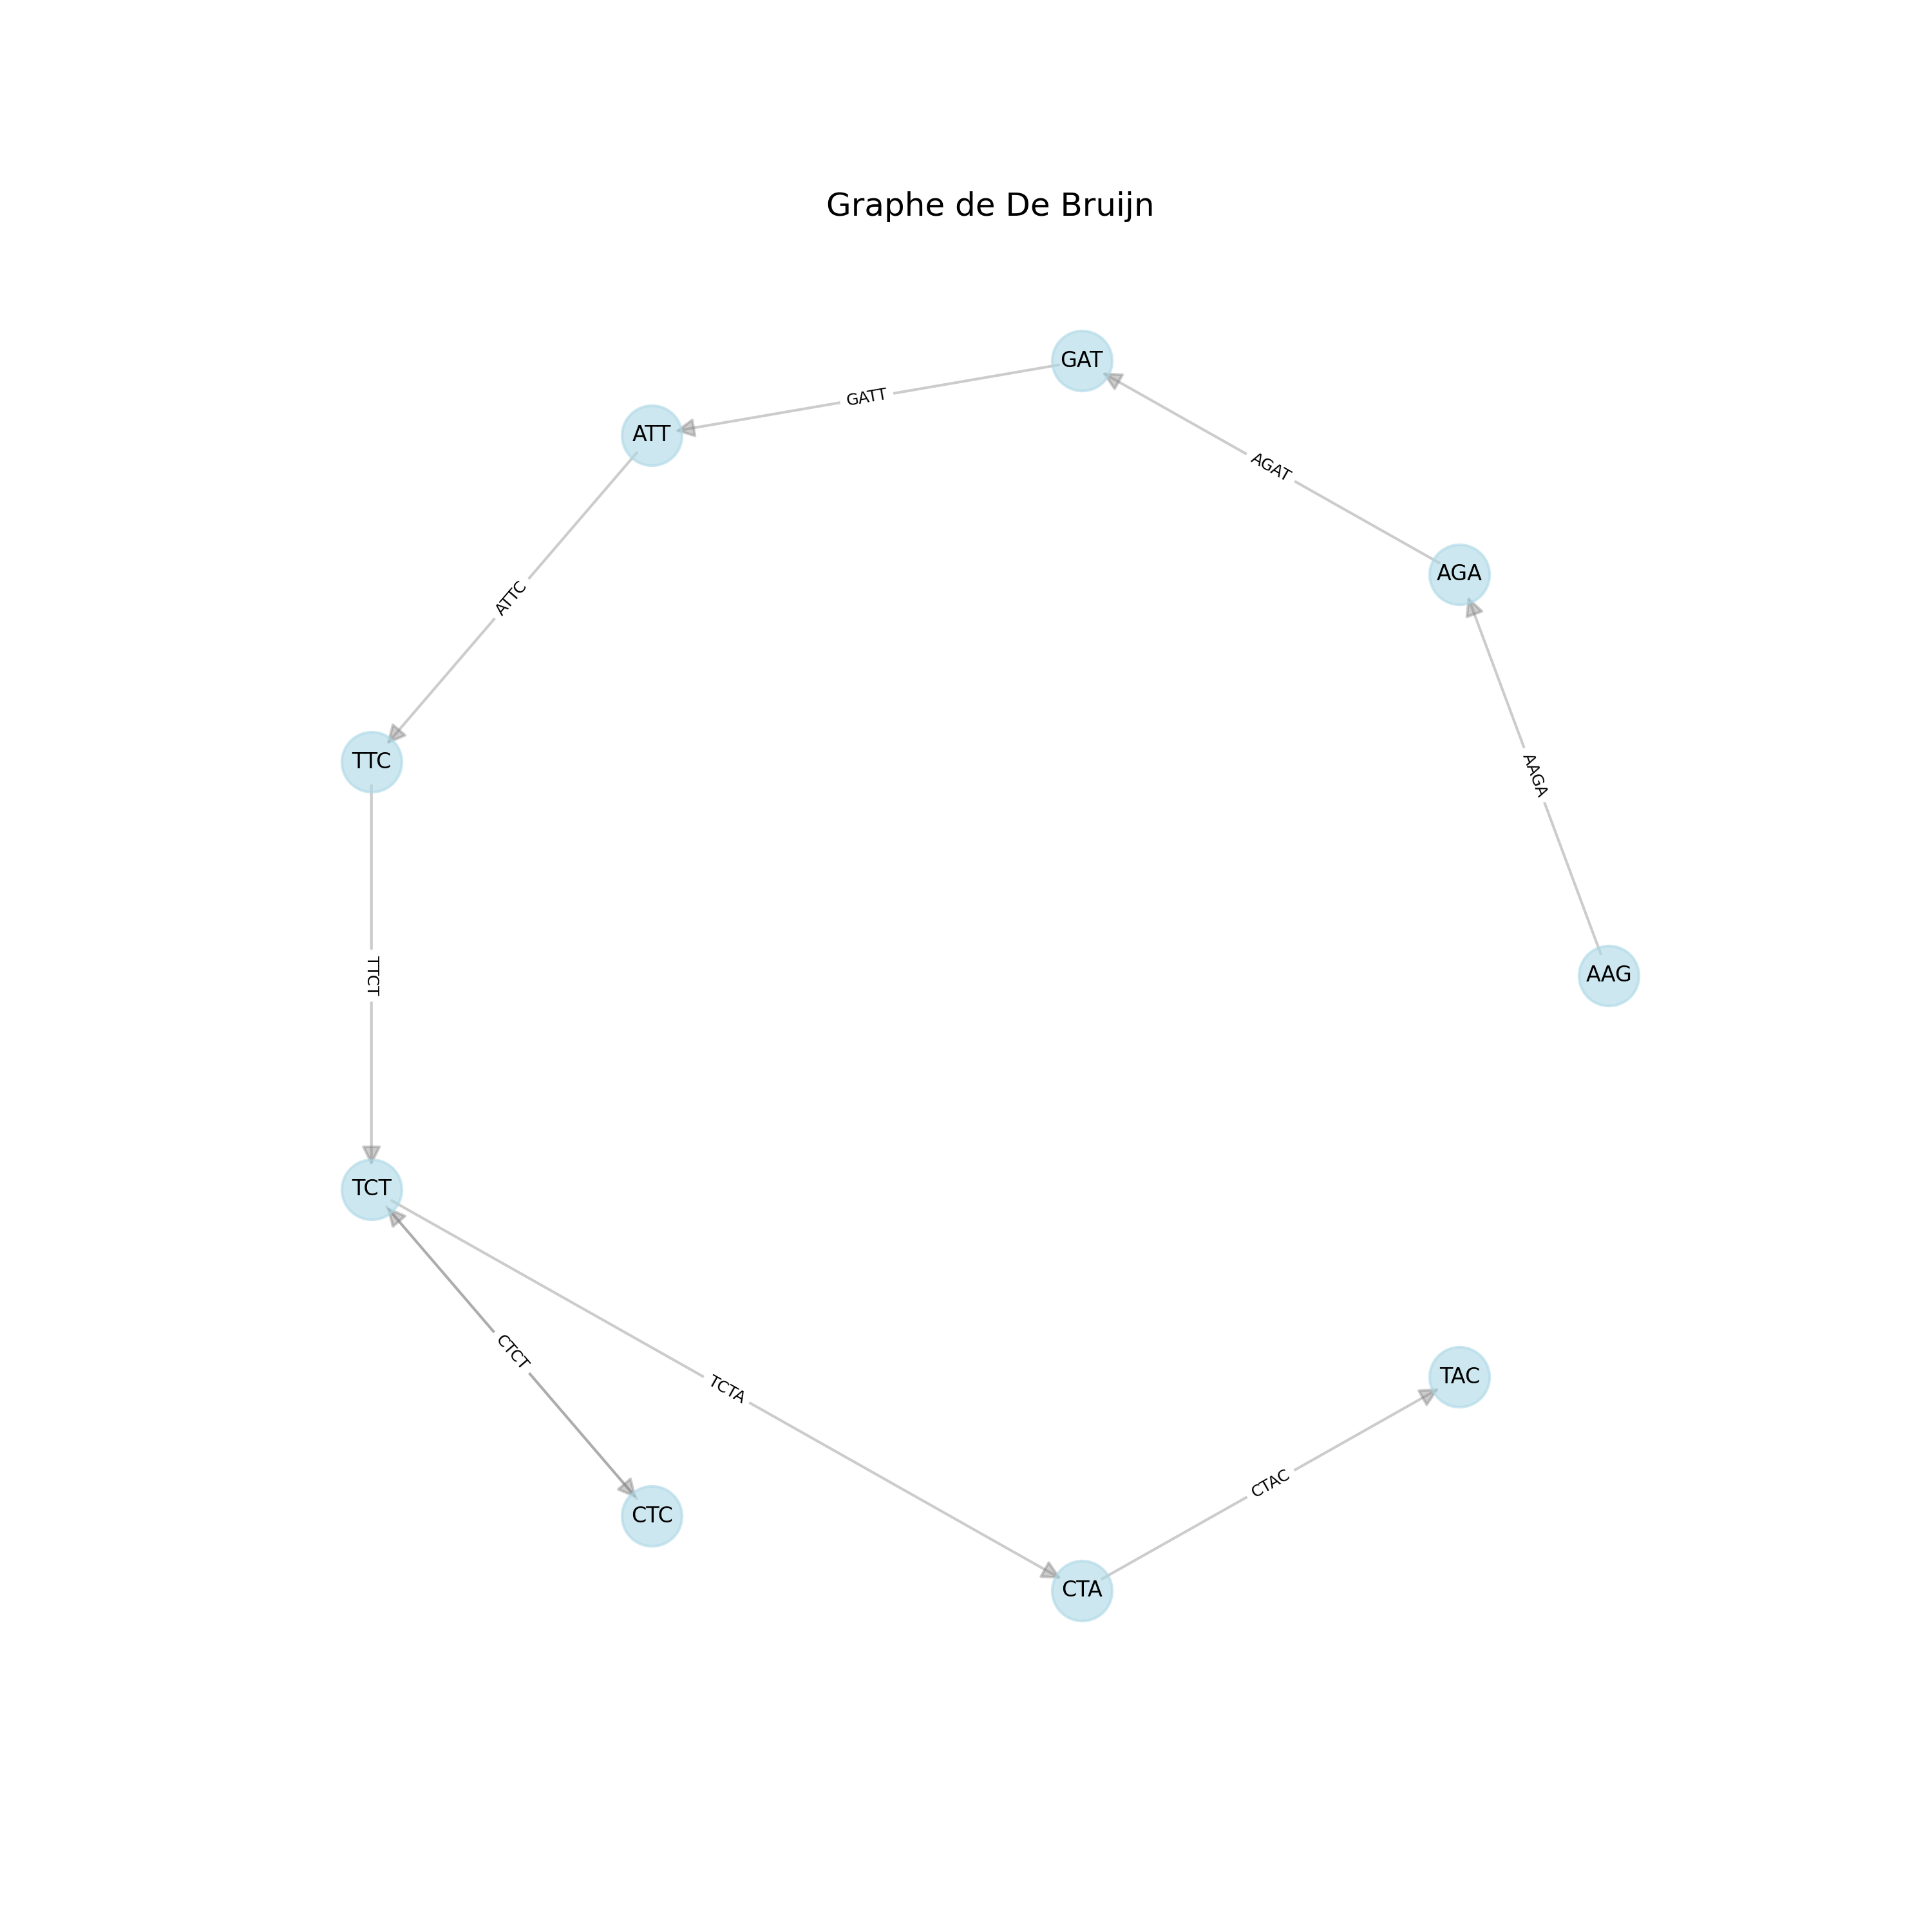 Graphe de De Bruijn
GAT
GATT
ATT
AGAT
AGA
ATTC
TTC
AAGA
AAG
TTCT
TCT
CTCT
TCTA
TAC
CTAC
CTC
CTA